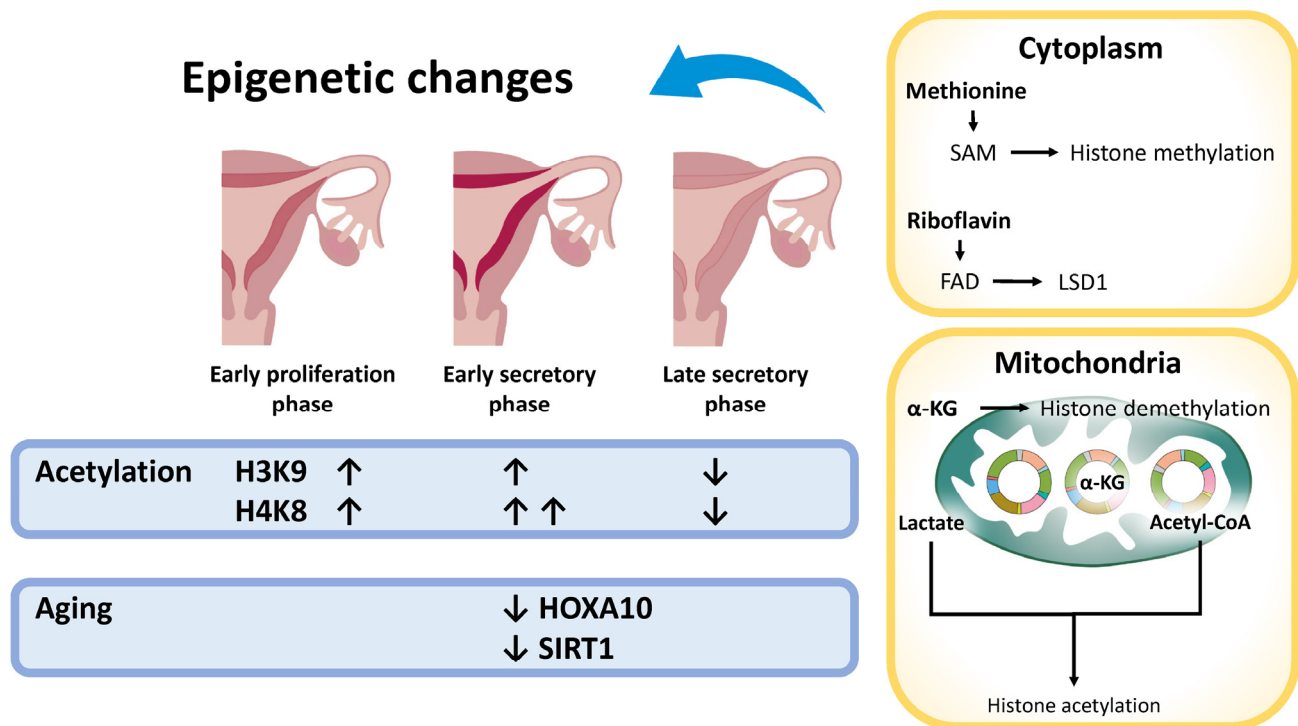 Epigenetic changes
Early proliferation
phase
Early secretory
phase
Late secretory
phase
Acetylation H3K9 ↑ ↑ ↓
H4K8 ↑ ↑ ↑ ↓
Aging ↓ HOXA10
↓ SIRT1
Cytoplasm
Methionine
SAM → Histone methylation
Riboflavin
FAD → LSD1
Mitochondria
α-KG → Histone demethylation
α-KG
Lactate Acetyl-CoA
Histone acetylation